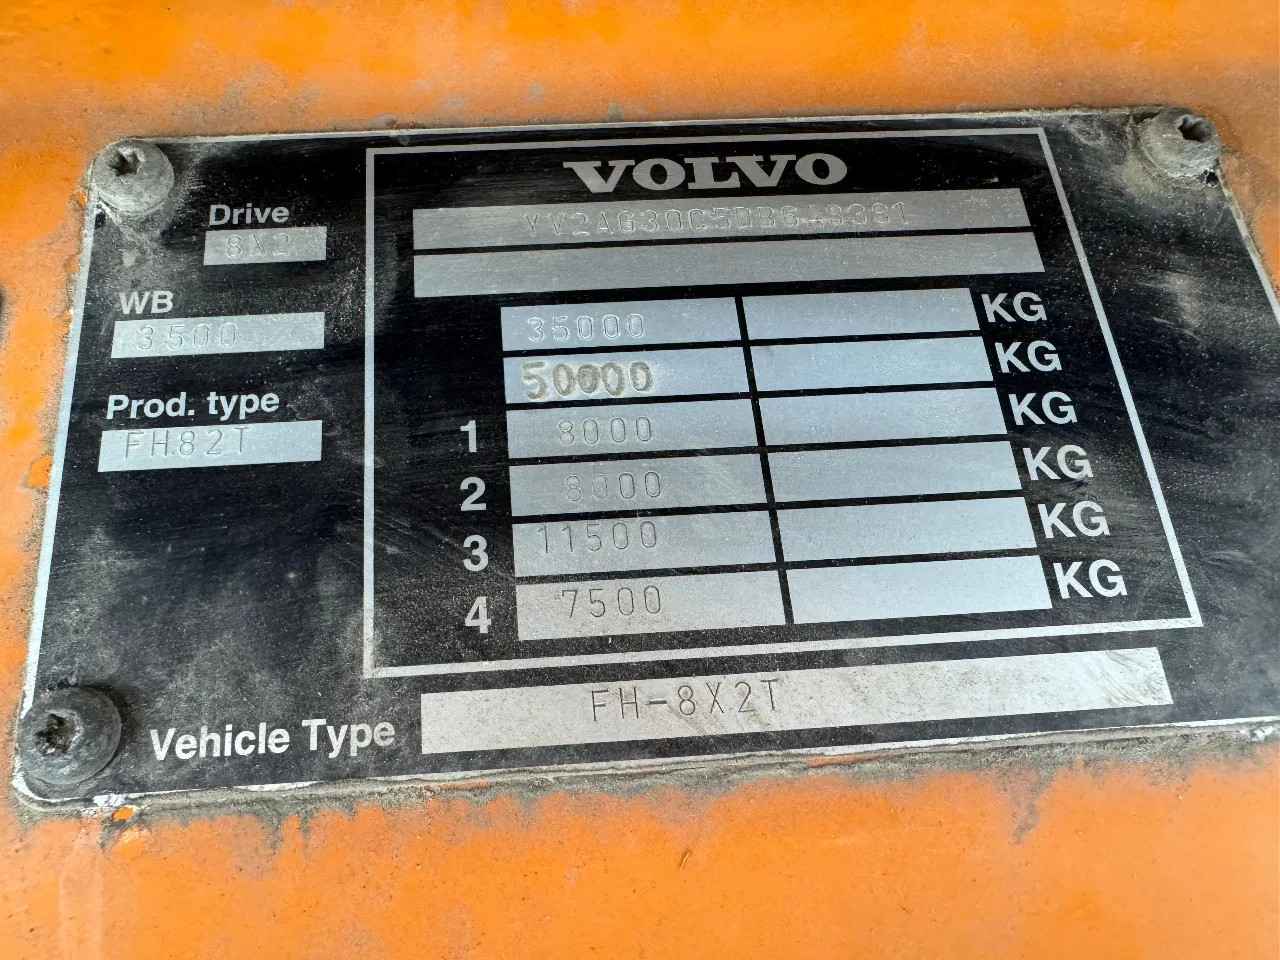 VOLVO
Drive
8X2
WB
3500
Prod. type
FH82T
35000 KG
50000 KG
1 8000 KG
2 8000 KG
3 11500 KG
4 7500 KG
Vehicle Type FH-8X2T